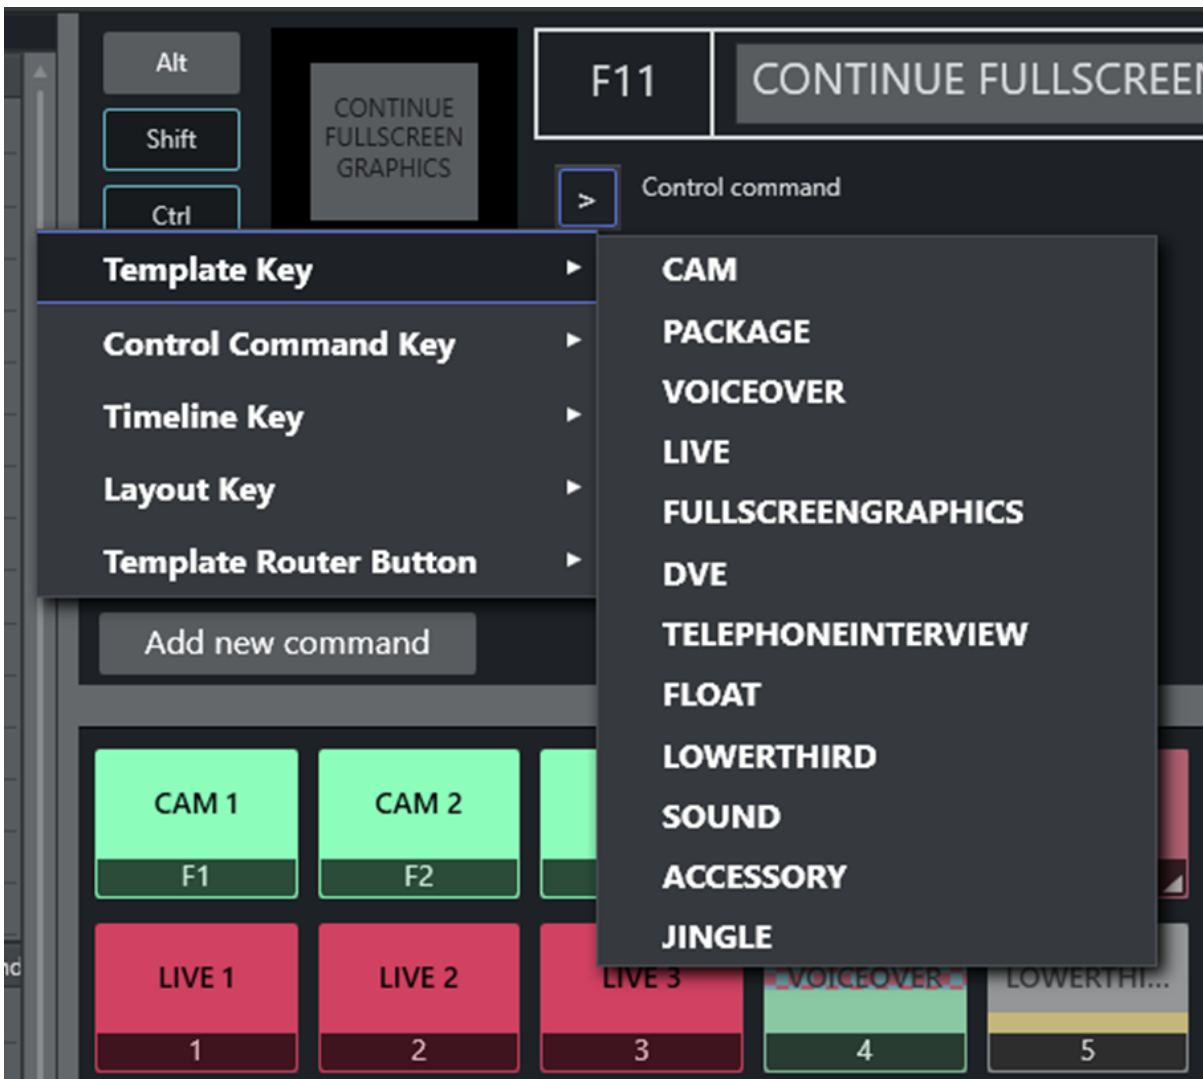 Alt
Shift
Ctrl
CONTINUE
FULLSCREEN
GRAPHICS
F11
CONTINUE FULLSCREEN
>
Control command
Template Key
Control Command Key
Timeline Key
Layout Key
Template Router Button
CAM
PACKAGE
VOICEOVER
LIVE
FULLSCREENGRAPHICS
DVE
TELEPHONEINTERVIEW
FLOAT
LOWERTHIRD
SOUND
ACCESSORY
JINGLE
Add new command
CAM 1
F1
CAM 2
F2
LIVE 1
1
LIVE 2
2
LIVE 3
3
VOICEOVER
4
LOWERTHI...
5